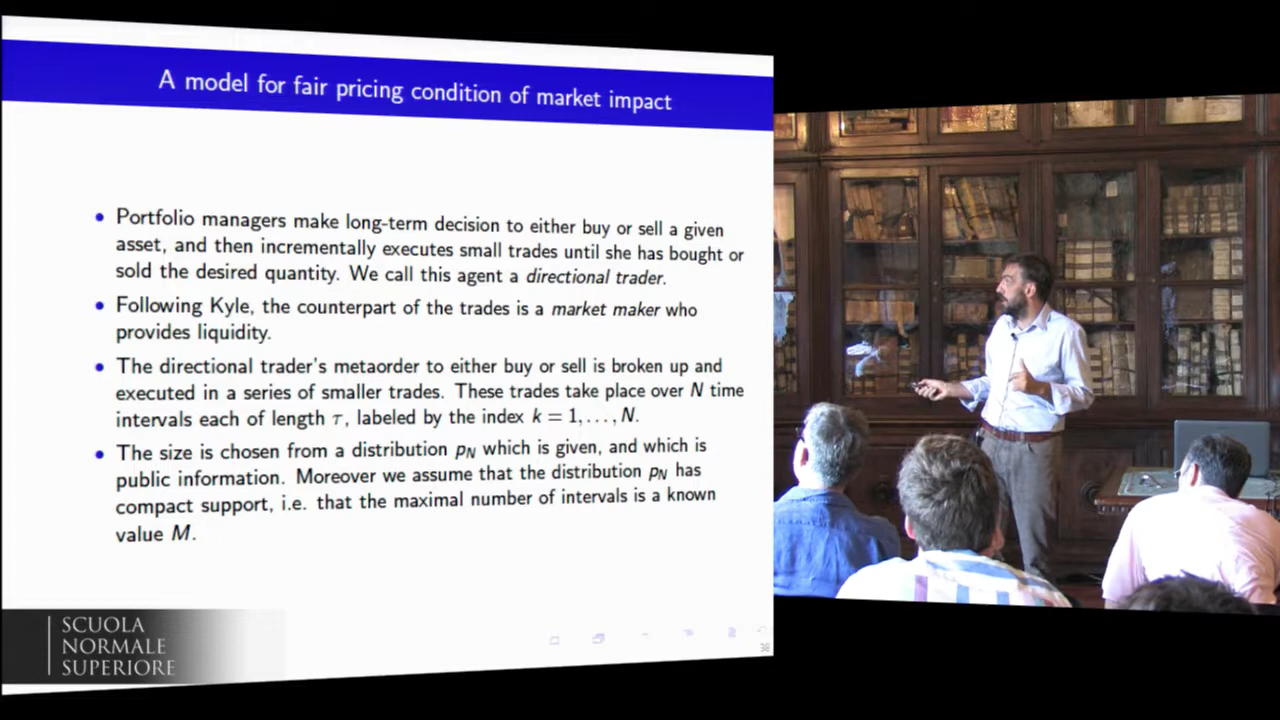 A model for fair pricing condition of market impact
• Portfolio managers make long-term decision to either buy or sell a given
asset, and then incrementally executes small trades until she has bought or
sold the desired quantity. We call this agent a directional trader.
• Following Kyle, the counterpart of the trades is a market maker who
provides liquidity.
• The directional trader's metaorder to either buy or sell is broken up and
executed in a series of smaller trades. These trades take place over N time
intervals each of length τ, labeled by the index k = 1, . . . , N.
• The size is chosen from a distribution pN which is given, and which is
public information. Moreover we assume that the distribution pN has
compact support, i.e. that the maximal number of intervals is a known
value M.
SCUOLA
NORMALE
SUPERIORE